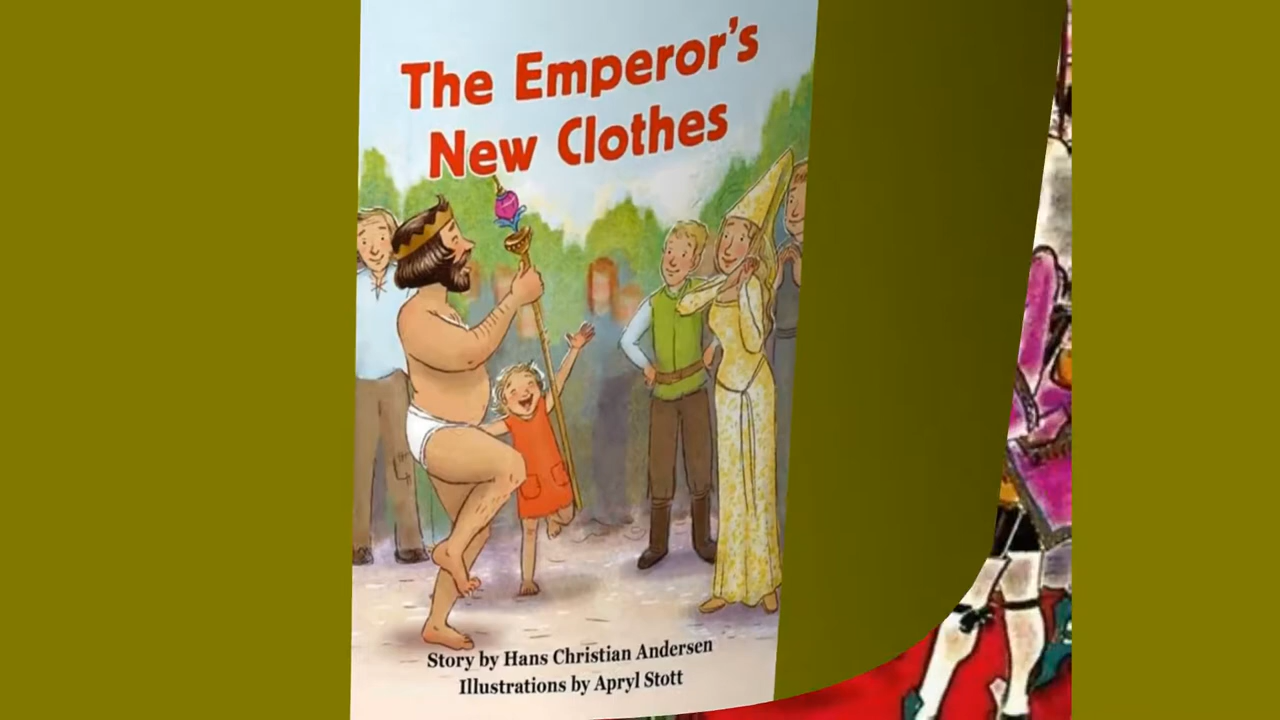 The Emperor's
New Clothes
Story by Hans Christian Andersen
Illustrations by Apryl Stott